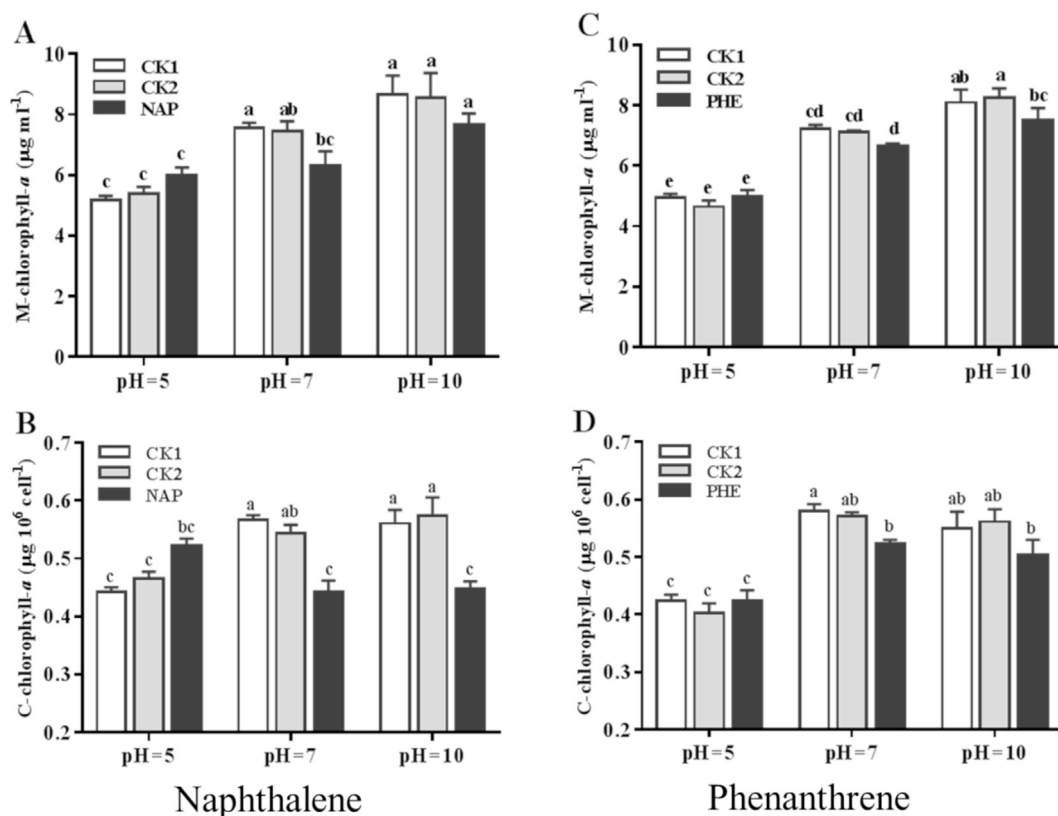 A
M-chlorophyll-a (µg ml⁻¹)
10
8
6
4
2
0
CK1
CK2
NAP
c c c
a ab bc
a a a
pH=5 pH=7 pH=10
C
M-chlorophyll-a (µg ml⁻¹)
10
8
6
4
2
0
CK1
CK2
PHE
e e e
cd cd d
ab a bc
pH=5 pH=7 pH=10
B
C-chlorophyll-a (µg 10⁶ cell⁻¹)
0.7
0.6
0.5
0.4
0.3
0.2
CK1
CK2
NAP
c c bc
a ab c
a a c
pH=5 pH=7 pH=10
Naphthalene
D
C-chlorophyll-a (µg 10⁶ cell⁻¹)
0.7
0.6
0.5
0.4
0.3
0.2
CK1
CK2
PHE
c c c
a ab b
ab ab b
pH=5 pH=7 pH=10
Phenanthrene